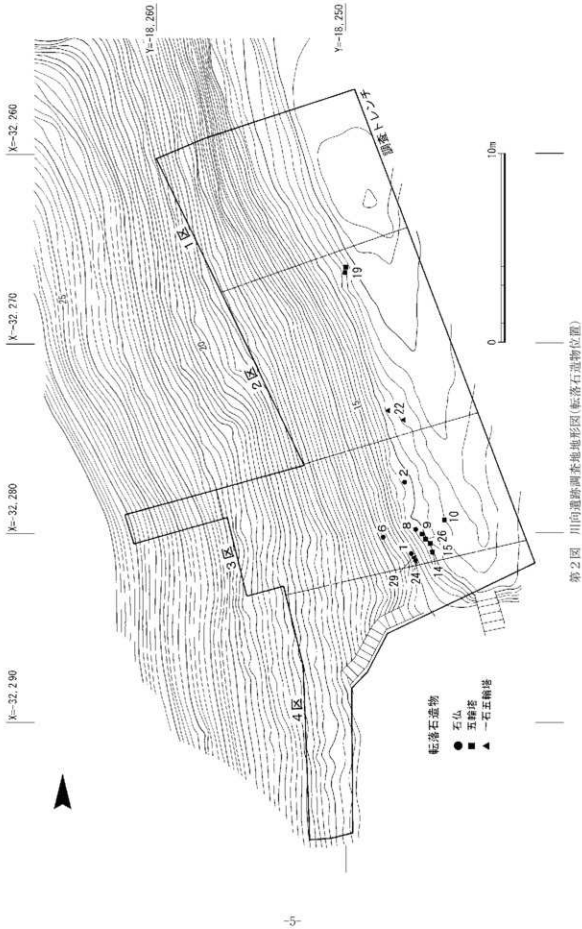 X=-32,260
X=-32,270
X=-32,280
X=-32,290
Y=-18,260
Y=-18,250
25
20
15
1区
2区
3区
4区
調査トレンチ
19
22
2
6
8
9
10
1
26
29
24
15
14
0
10m
転落石造物
● 石仏
■ 五輪塔
▲ 一石五輪塔
第2図 川向遺跡調査地地形図(転落石造物位置)
-5-